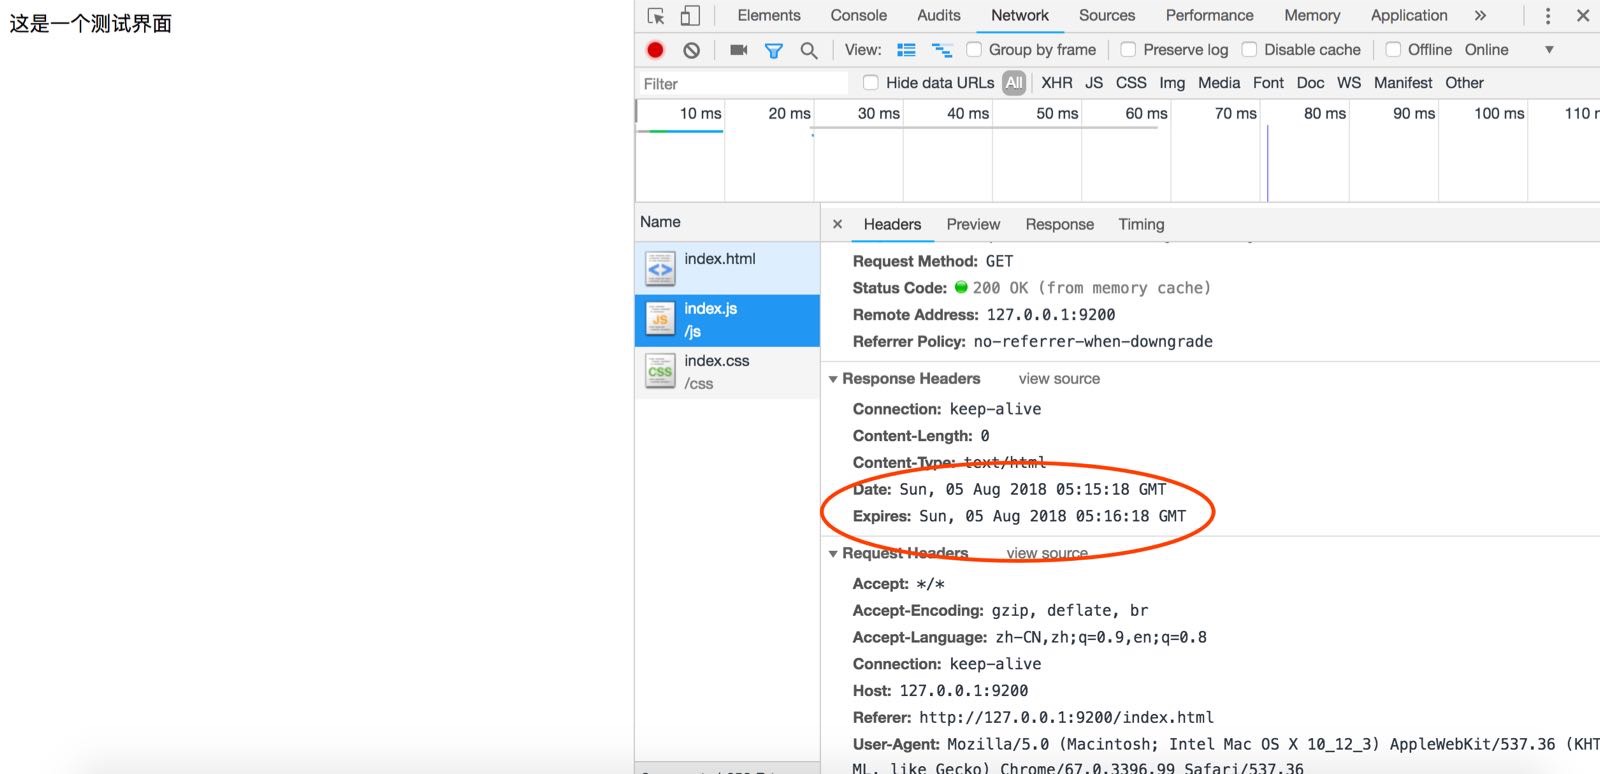 这是一个测试界面
Elements Console Audits Network Sources Performance Memory Application »
View: Group by frame Preserve log Disable cache Offline Online ▼
Filter Hide data URLs All XHR JS CSS Img Media Font Doc WS Manifest Other
10 ms 20 ms 30 ms 40 ms 50 ms 60 ms 70 ms 80 ms 90 ms 100 ms 110 m
Name
index.html
JS index.js
/js
CSS index.css
/css
× Headers Preview Response Timing
Request Method: GET
Status Code: 200 OK (from memory cache)
Remote Address: 127.0.0.1:9200
Referrer Policy: no-referrer-when-downgrade
▼ Response Headers view source
Connection: keep-alive
Content-Length: 0
Content-Type: text/html
Date: Sun, 05 Aug 2018 05:15:18 GMT
Expires: Sun, 05 Aug 2018 05:16:18 GMT
▼ Request Headers view source
Accept: */*
Accept-Encoding: gzip, deflate, br
Accept-Language: zh-CN,zh;q=0.9,en;q=0.8
Connection: keep-alive
Host: 127.0.0.1:9200
Referer: http://127.0.0.1:9200/index.html
User-Agent: Mozilla/5.0 (Macintosh; Intel Mac OS X 10_12_3) AppleWebKit/537.36 (KHT
ML, like Gecko) Chrome/67.0.3396.99 Safari/537.36